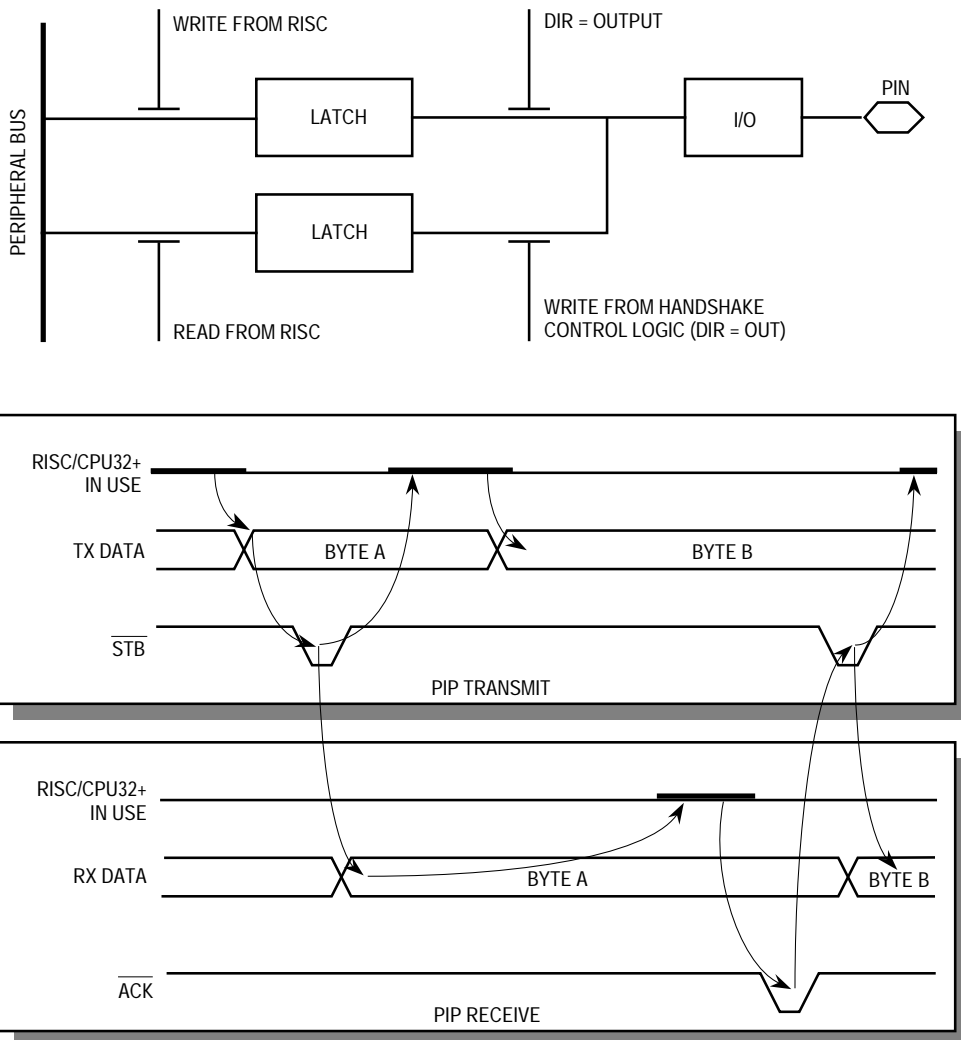 WRITE FROM RISC
DIR = OUTPUT
PERIPHERAL BUS
LATCH
I/O
PIN
LATCH
READ FROM RISC
WRITE FROM HANDSHAKE
CONTROL LOGIC (DIR = OUT)
RISC/CPU32+
IN USE
TX DATA
BYTE A
BYTE B
STB
PIP TRANSMIT
RISC/CPU32+
IN USE
RX DATA
BYTE A
BYTE B
ACK
PIP RECEIVE